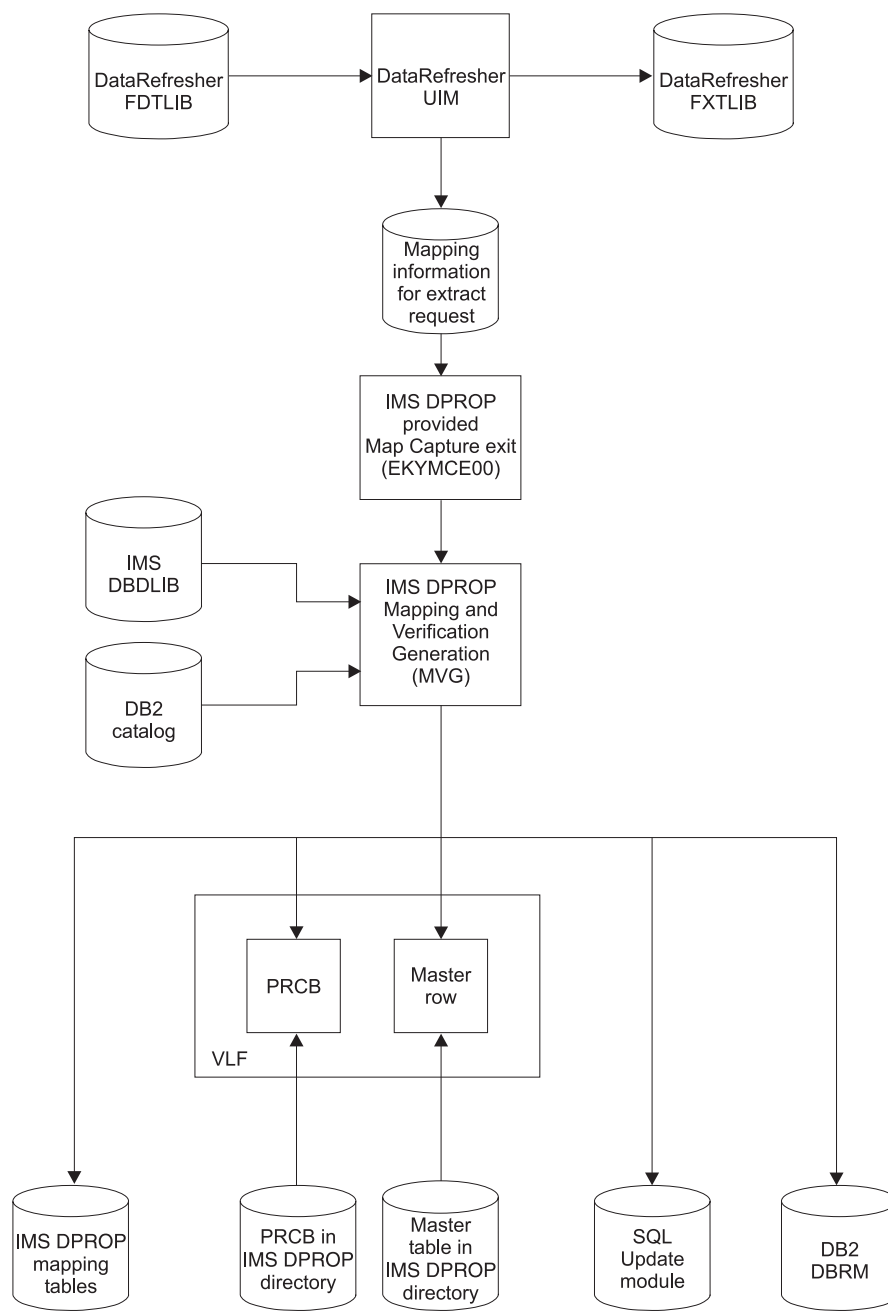 DataRefresher
FDTLIB
DataRefresher
UIM
DataRefresher
FXTLIB
Mapping
information
for extract
request
IMS DPROP
provided
Map Capture exit
(EKYMCE00)
IMS
DBDLIB
IMS DPROP
Mapping and
Verification
Generation
(MVG)
DB2
catalog
PRCB
Master
row
VLF
IMS DPROP
mapping
tables
PRCB in
IMS DPROP
directory
Master
table in
IMS DPROP
directory
SQL
Update
module
DB2
DBRM